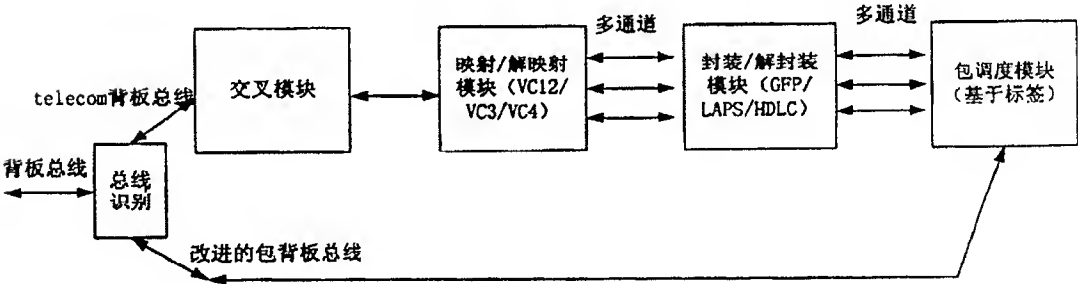 多通道
多通道
交叉模块
映射/解映射
模块（VC12/
VC3/VC4）
封装/解封装
模块（GFP/
LAPS/HDLC）
包调度模块
（基于标签）
telecom背板总线
背板总线
总线
识别
改进的包背板总线